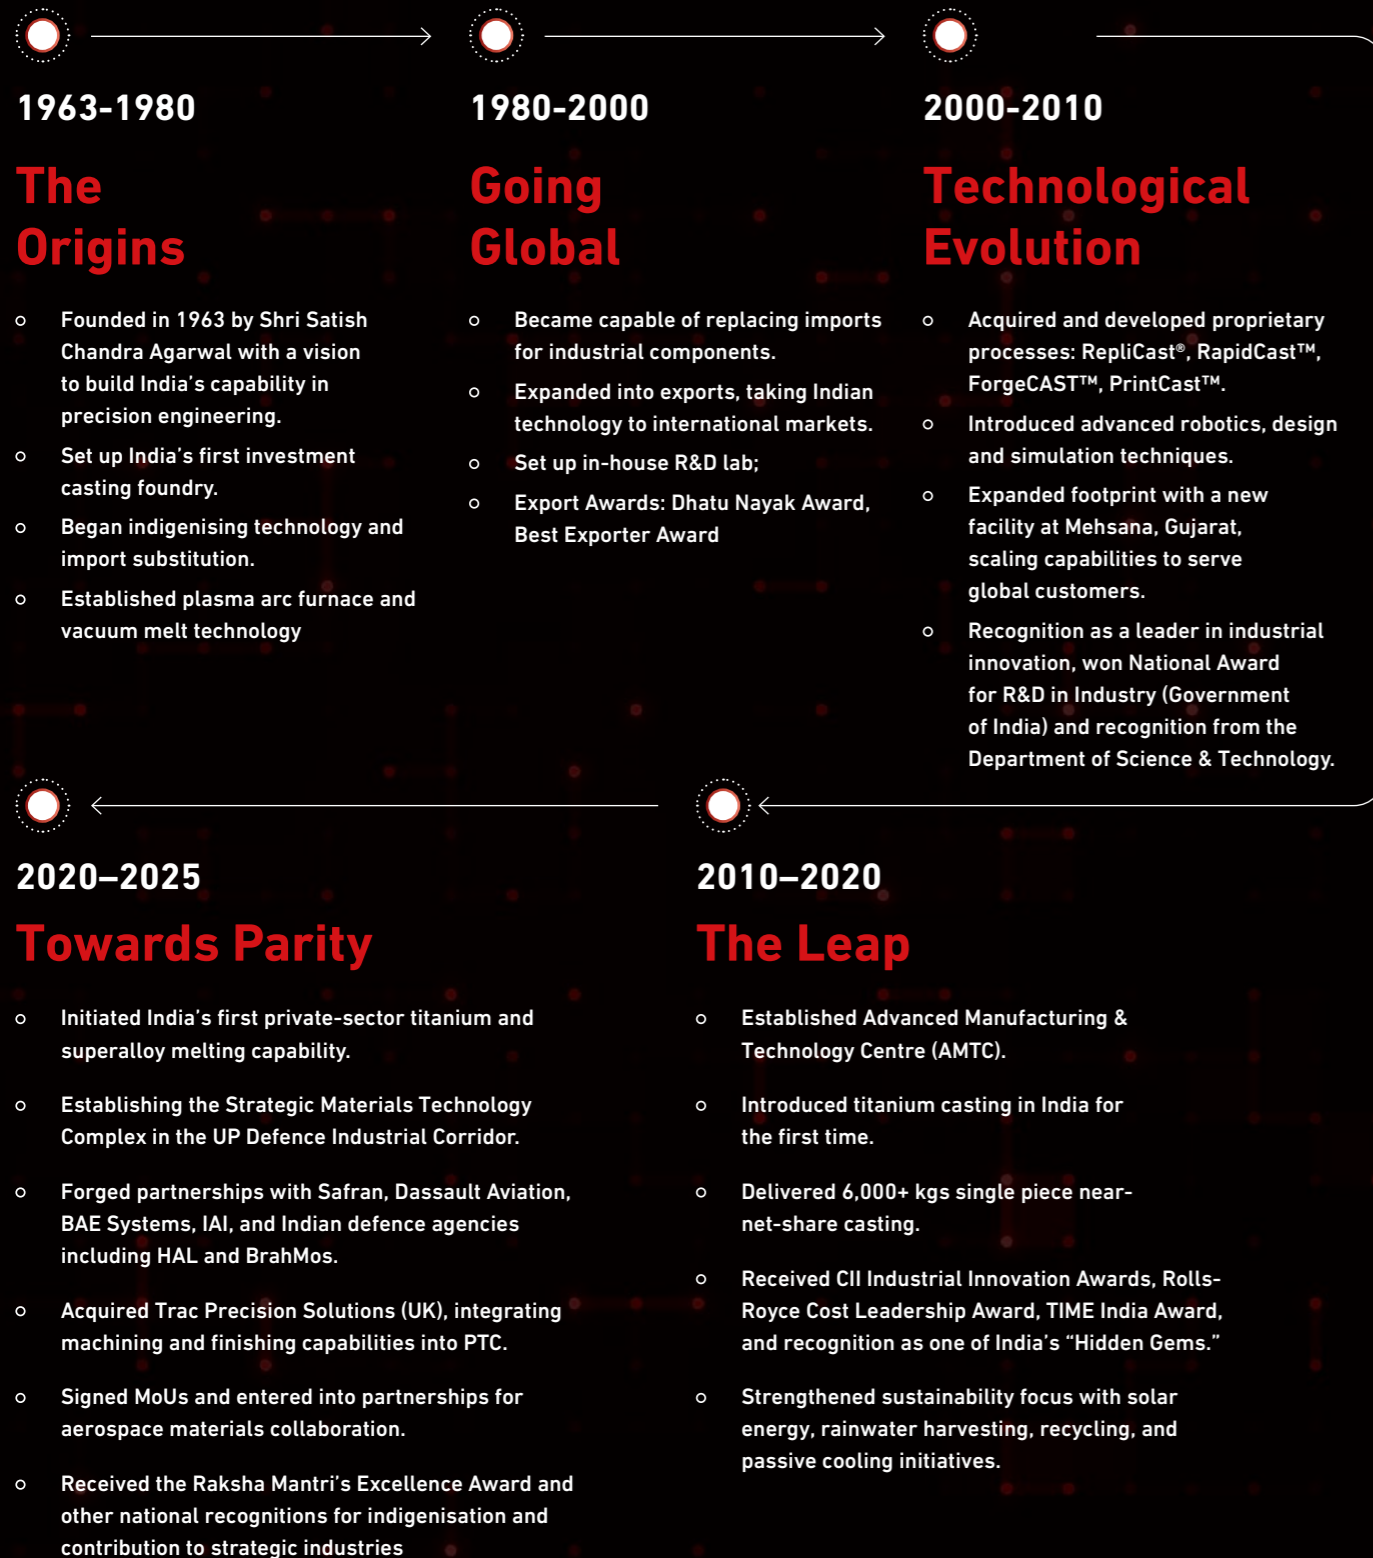 1963-1980
The
Origins
Founded in 1963 by Shri Satish
Chandra Agarwal with a vision
to build India’s capability in
precision engineering.
Set up India’s first investment
casting foundry.
Began indigenising technology and
import substitution.
Established plasma arc furnace and
vacuum melt technology
1980-2000
Going
Global
Became capable of replacing imports
for industrial components.
Expanded into exports, taking Indian
technology to international markets.
Set up in-house R&D lab;
Export Awards: Dhatu Nayak Award,
Best Exporter Award
2000-2010
Technological
Evolution
Acquired and developed proprietary
processes: RepliCast®, RapidCast™,
ForgeCAST™, PrintCast™.
Introduced advanced robotics, design
and simulation techniques.
Expanded footprint with a new
facility at Mehsana, Gujarat,
scaling capabilities to serve
global customers.
Recognition as a leader in industrial
innovation, won National Award
for R&D in Industry (Government
of India) and recognition from the
Department of Science & Technology.
2010–2020
The Leap
Established Advanced Manufacturing &
Technology Centre (AMTC).
Introduced titanium casting in India for
the first time.
Delivered 6,000+ kgs single piece near-
net-share casting.
Received CII Industrial Innovation Awards, Rolls-
Royce Cost Leadership Award, TIME India Award,
and recognition as one of India’s “Hidden Gems.”
Strengthened sustainability focus with solar
energy, rainwater harvesting, recycling, and
passive cooling initiatives.
2020–2025
Towards Parity
Initiated India’s first private-sector titanium and
superalloy melting capability.
Establishing the Strategic Materials Technology
Complex in the UP Defence Industrial Corridor.
Forged partnerships with Safran, Dassault Aviation,
BAE Systems, IAI, and Indian defence agencies
including HAL and BrahMos.
Acquired Trac Precision Solutions (UK), integrating
machining and finishing capabilities into PTC.
Signed MoUs and entered into partnerships for
aerospace materials collaboration.
Received the Raksha Mantri’s Excellence Award and
other national recognitions for indigenisation and
contribution to strategic industries